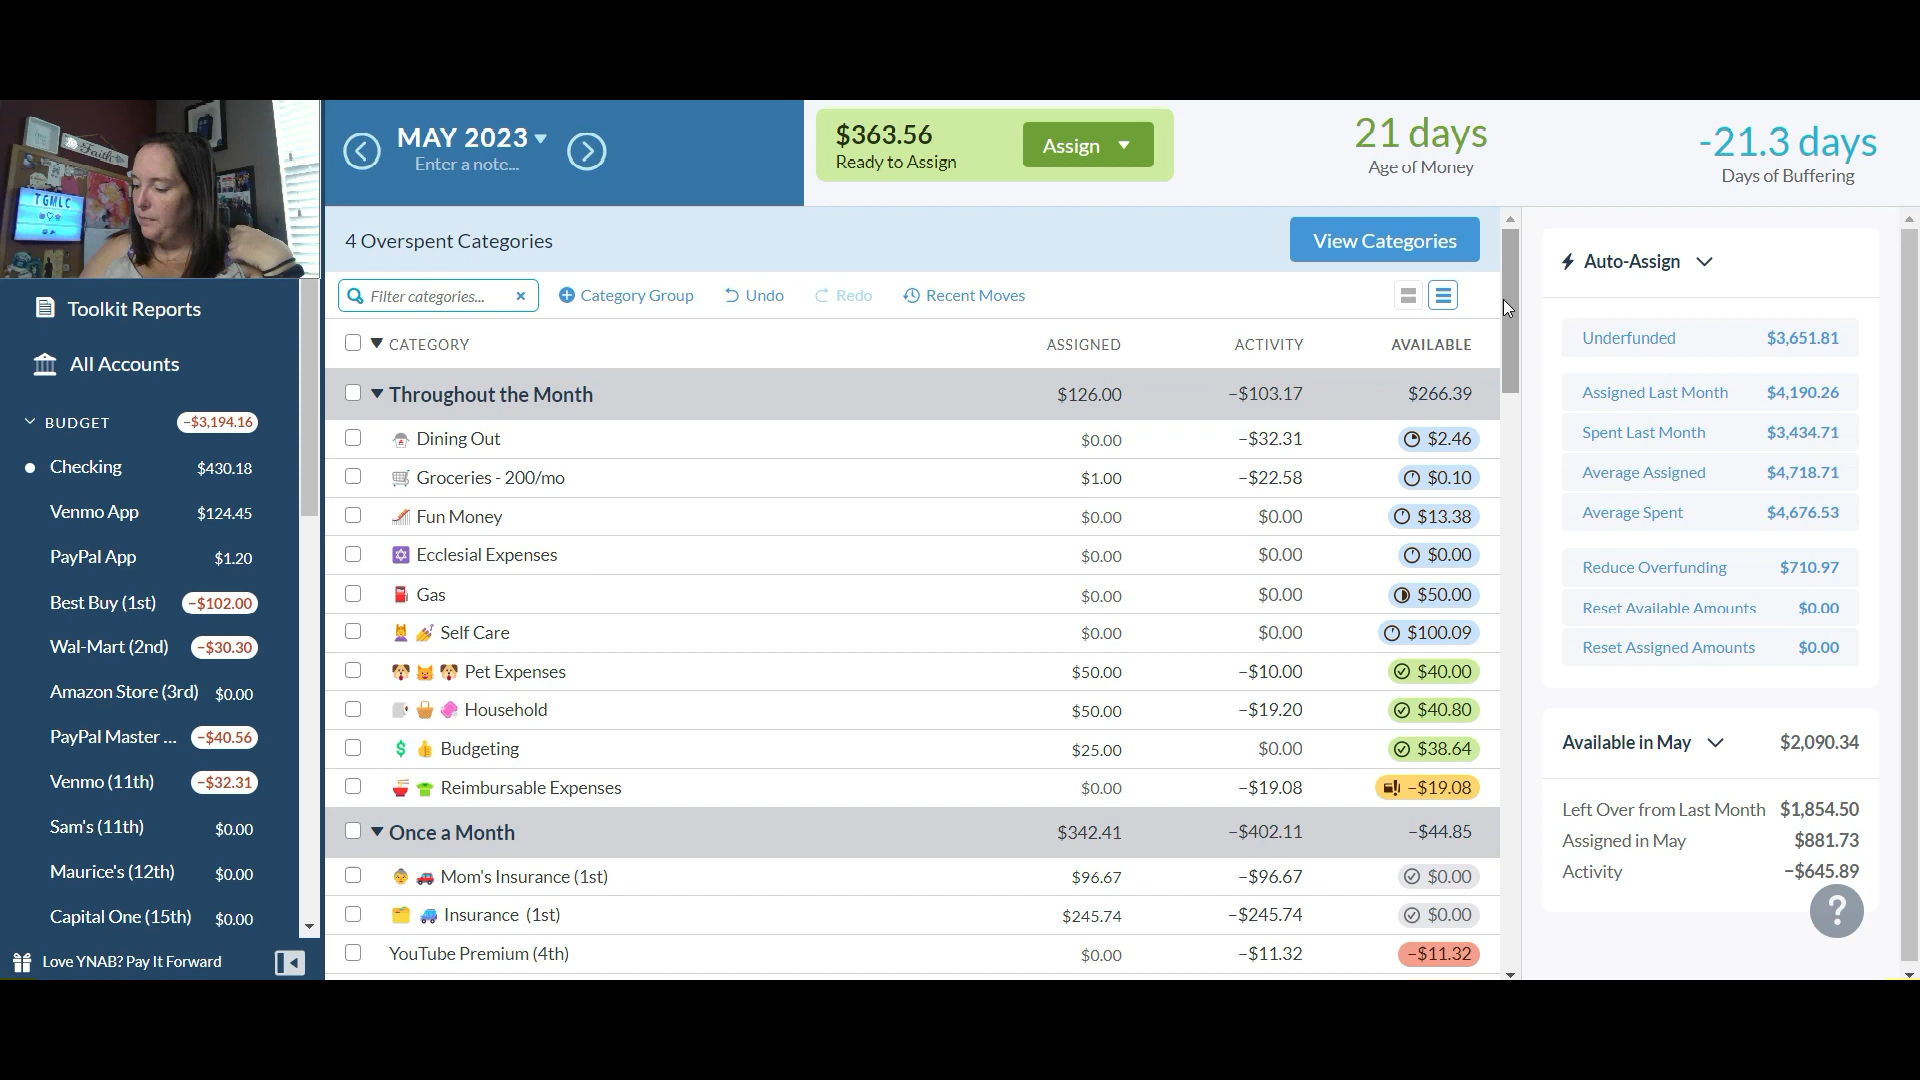 Faith
TGMLC
MAY 2023
Enter a note...
$363.56
Ready to Assign
Assign
21 days
Age of Money
-21.3 days
Days of Buffering
4 Overspent Categories
View Categories
Filter categories...
Category Group
Undo
Redo
Recent Moves
CATEGORY ASSIGNED ACTIVITY AVAILABLE
Throughout the Month $126.00 −$103.17 $266.39
Dining Out $0.00 −$32.31 $2.46
Groceries - 200/mo $1.00 −$22.58 $0.10
Fun Money $0.00 $0.00 $13.38
Ecclesial Expenses $0.00 $0.00 $0.00
Gas $0.00 $0.00 $50.00
Self Care $0.00 $0.00 $100.09
Pet Expenses $50.00 −$10.00 $40.00
Household $50.00 −$19.20 $40.80
Budgeting $25.00 $0.00 $38.64
Reimbursable Expenses $0.00 −$19.08 −$19.08
Once a Month $342.41 −$402.11 −$44.85
Mom's Insurance (1st) $96.67 −$96.67 $0.00
Insurance (1st) $245.74 −$245.74 $0.00
YouTube Premium (4th) $0.00 −$11.32 −$11.32
Toolkit Reports
All Accounts
BUDGET −$3,194.16
Checking $430.18
Venmo App $124.45
PayPal App $1.20
Best Buy (1st) −$102.00
Wal-Mart (2nd) −$30.30
Amazon Store (3rd) $0.00
PayPal Master ... −$40.56
Venmo (11th) −$32.31
Sam's (11th) $0.00
Maurice's (12th) $0.00
Capital One (15th) $0.00
Love YNAB? Pay It Forward
Auto-Assign
Underfunded $3,651.81
Assigned Last Month $4,190.26
Spent Last Month $3,434.71
Average Assigned $4,718.71
Average Spent $4,676.53
Reduce Overfunding $710.97
Reset Available Amounts $0.00
Reset Assigned Amounts $0.00
Available in May $2,090.34
Left Over from Last Month $1,854.50
Assigned in May $881.73
Activity −$645.89
?